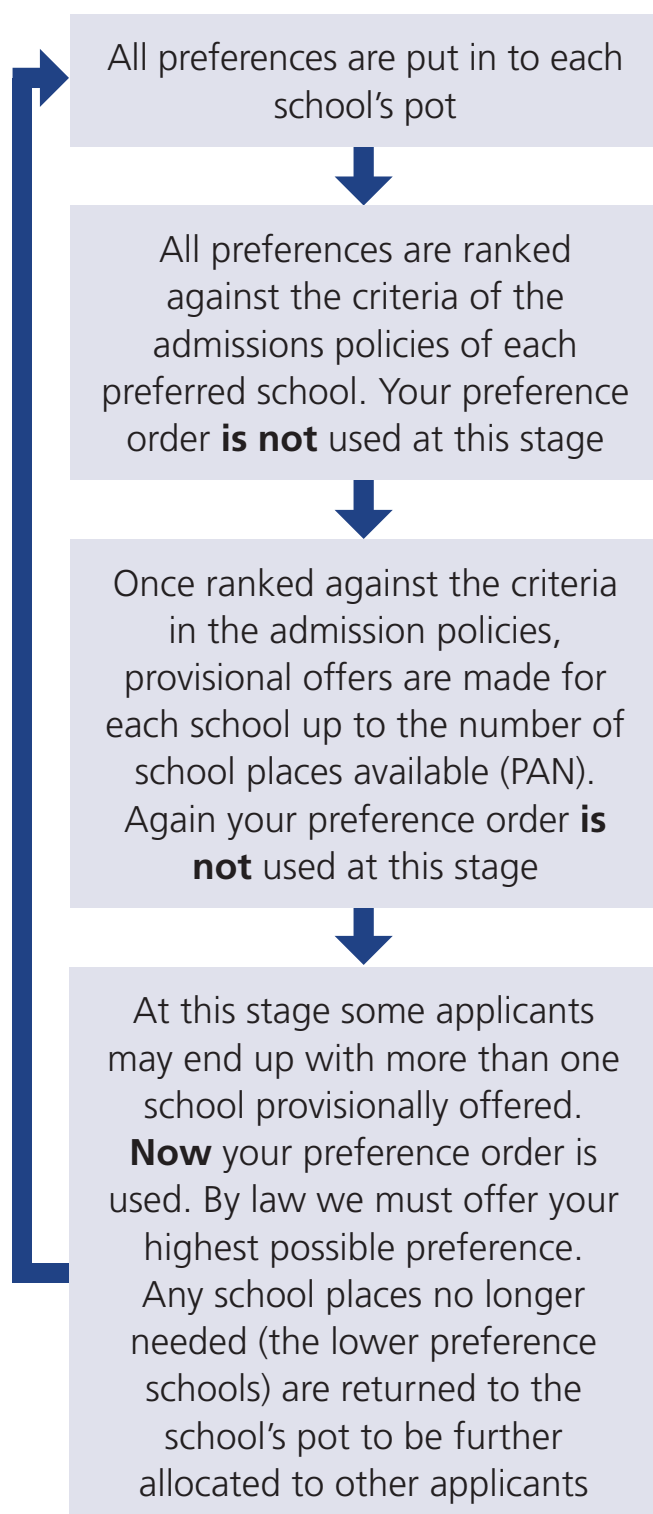 All preferences are put in to each
school’s pot
All preferences are ranked
against the criteria of the
admissions policies of each
preferred school. Your preference
order is not used at this stage
Once ranked against the criteria
in the admission policies,
provisional offers are made for
each school up to the number of
school places available (PAN).
Again your preference order is
not used at this stage
At this stage some applicants
may end up with more than one
school provisionally offered.
Now your preference order is
used. By law we must offer your
highest possible preference.
Any school places no longer
needed (the lower preference
schools) are returned to the
school’s pot to be further
allocated to other applicants